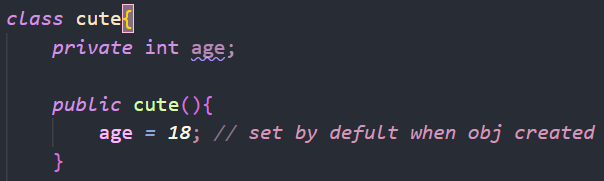 class cute{
private int age;
public cute(){
age = 18; // set by defult when obj created
}